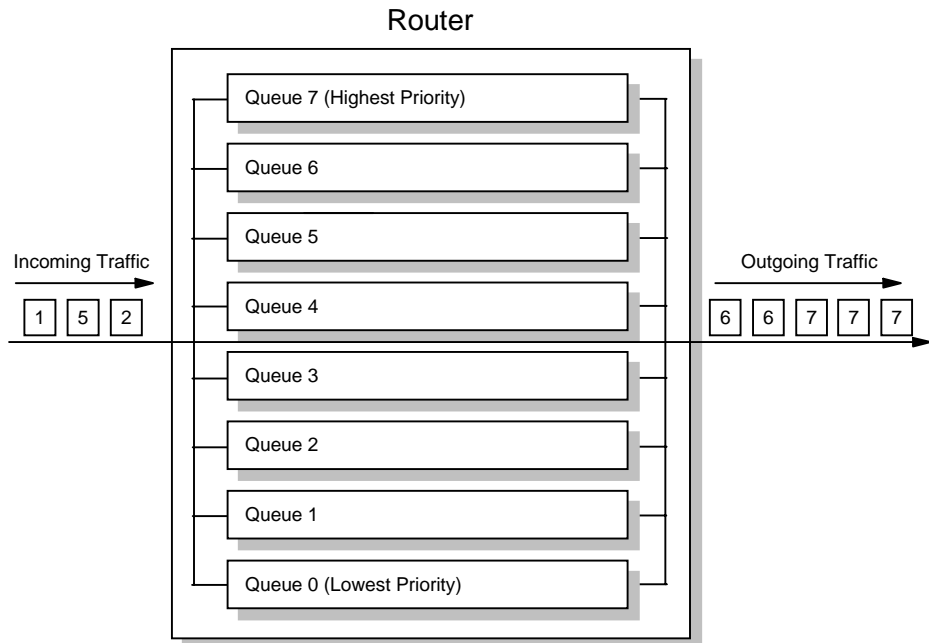 Router
Queue 7 (Highest Priority)
Queue 6
Queue 5
Incoming Traffic
Outgoing Traffic
1 5 2
Queue 4
6 6 7 7 7
Queue 3
Queue 2
Queue 1
Queue 0 (Lowest Priority)